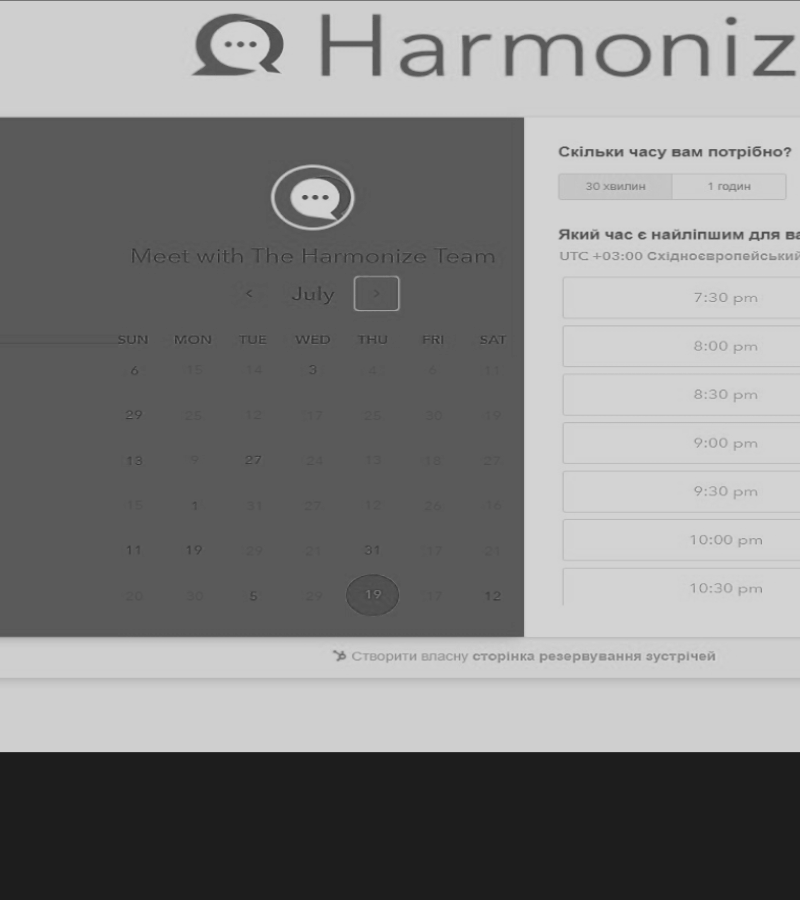 Harmoniz
Meet with The Harmonize Team
< July >
SUN MON TUE WED THU FRI SAT
6 15 14 3 4 6 11
29 25 12 17 25 30 19
13 9 27 24 13 18 27
15 1 31 27 12 26 16
11 19 29 21 31 17 21
20 30 5 29 19 17 12
Скільки часу вам потрібно?
30 хвилин 1 годин
Який час є найліпшим для ва
UTC +03:00 Східноєвропейський
7:30 pm
8:00 pm
8:30 pm
9:00 pm
9:30 pm
10:00 pm
10:30 pm
Створити власну сторінка резервування зустрічей